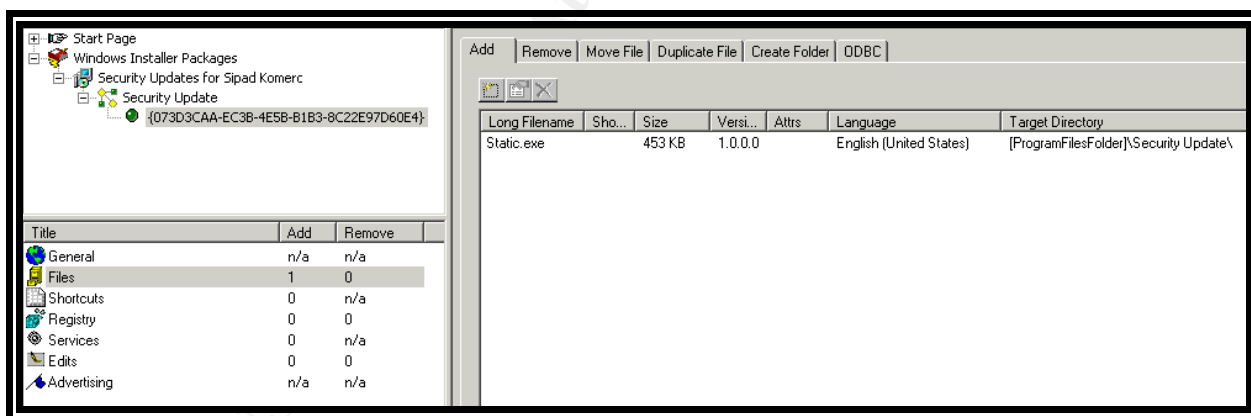 Start Page
Windows Installer Packages
Security Updates for Sipad Komerc
Security Update
{073D3CAA-EC3B-4E5B-B1B3-8C22E97D60E4}
Title Add Remove
General n/a n/a
Files 1 0
Shortcuts 0 n/a
Registry 0 0
Services 0 n/a
Edits 0 0
Advertising n/a n/a
Add Remove Move File Duplicate File Create Folder ODBC
Long Filename Sho... Size Versi... Attrs Language Target Directory
Static.exe 453 KB 1.0.0.0 English (United States) [ProgramFilesFolder]\Security Update\